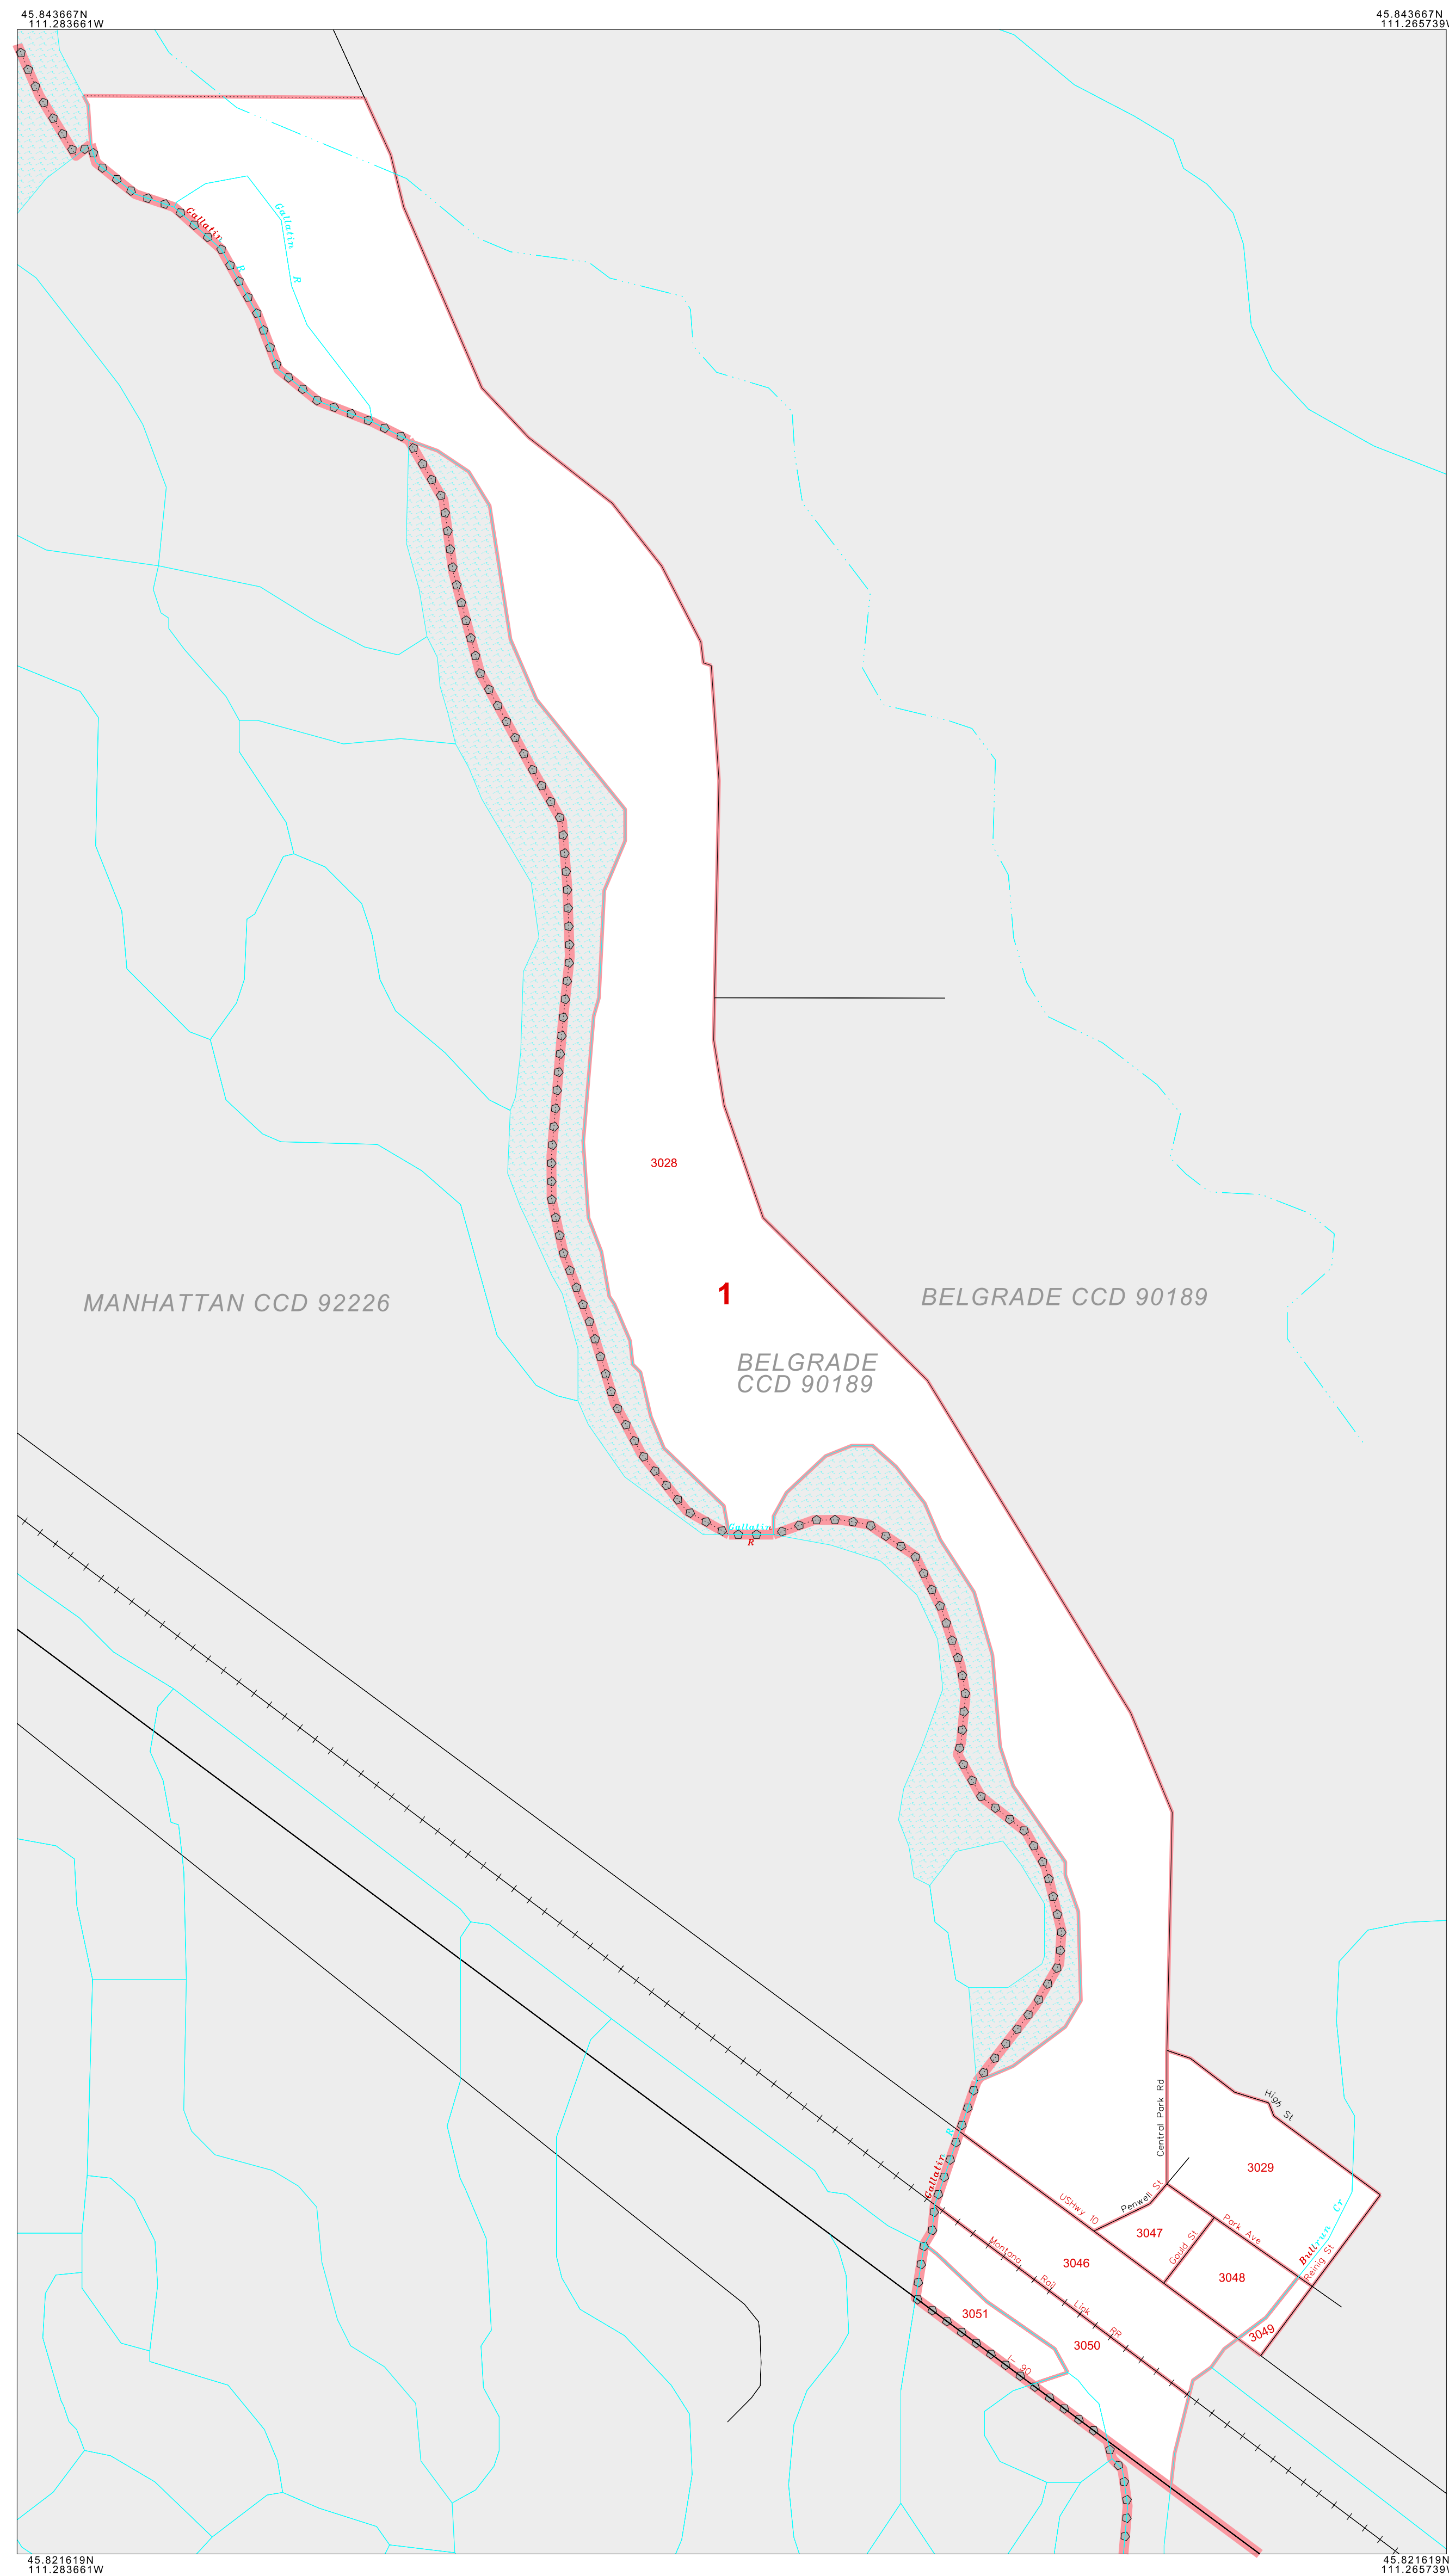 45.843667N
111.283661W
45.843667N
111.265739W
Gallatin
R
Gallatin
R
3028
1
MANHATTAN CCD 92226
BELGRADE CCD 90189
BELGRADE
CCD 90189
Gallatin
R
Central Park Rd
High St
Gallatin R
3029
Penwell St
USHwy 10
3047
Gould St
Park Ave
Bullrun Cr
Reinig St
Montana Rail Link RR
3046
3048
3051
3050
3049
I- 90
45.821619N
111.283661W
45.821619N
111.265739W